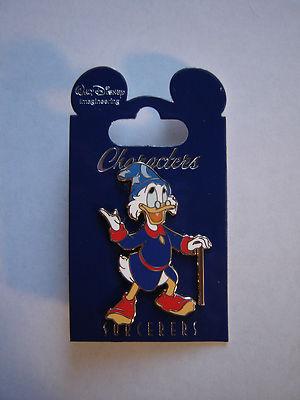 Walt Disney
imagineering
Characters
SORCERERS